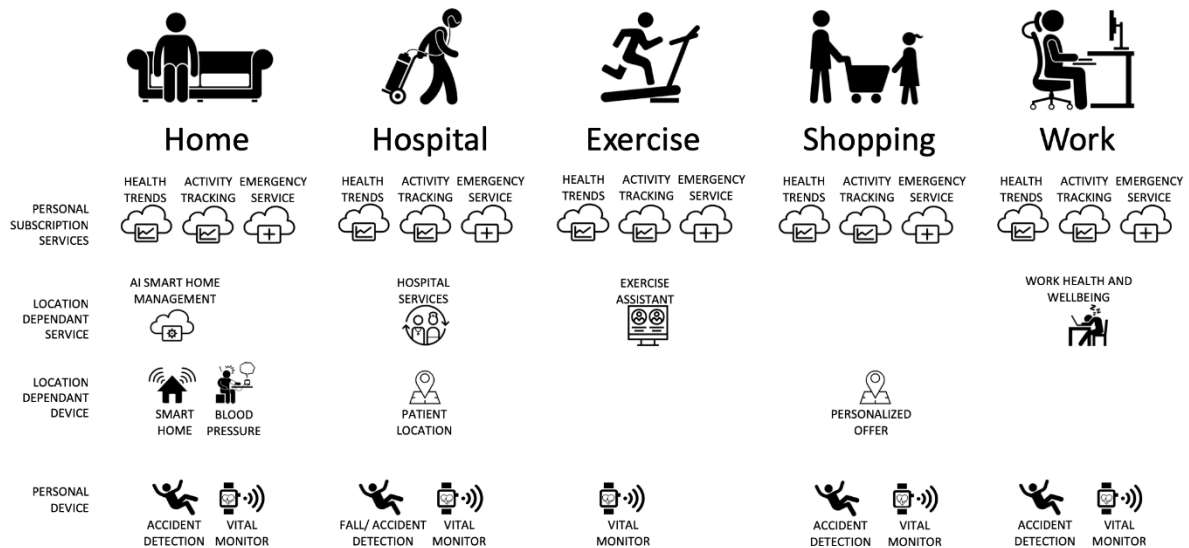 Home
Hospital
Exercise
Shopping
Work
PERSONAL
SUBSCRIPTION
SERVICES
HEALTH
TRENDS
ACTIVITY
TRACKING
EMERGENCY
SERVICE
HEALTH
TRENDS
ACTIVITY
TRACKING
EMERGENCY
SERVICE
HEALTH
TRENDS
ACTIVITY
TRACKING
EMERGENCY
SERVICE
HEALTH
TRENDS
ACTIVITY
TRACKING
EMERGENCY
SERVICE
HEALTH
TRENDS
ACTIVITY
TRACKING
EMERGENCY
SERVICE
LOCATION
DEPENDANT
SERVICE
AI SMART HOME
MANAGEMENT
HOSPITAL
SERVICES
EXERCISE
ASSISTANT
WORK HEALTH AND
WELLBEING
LOCATION
DEPENDANT
DEVICE
SMART
HOME
BLOOD
PRESSURE
PATIENT
LOCATION
PERSONALIZED
OFFER
PERSONAL
DEVICE
ACCIDENT
DETECTION
VITAL
MONITOR
FALL/ ACCIDENT
DETECTION
VITAL
MONITOR
VITAL
MONITOR
ACCIDENT
DETECTION
VITAL
MONITOR
ACCIDENT
DETECTION
VITAL
MONITOR